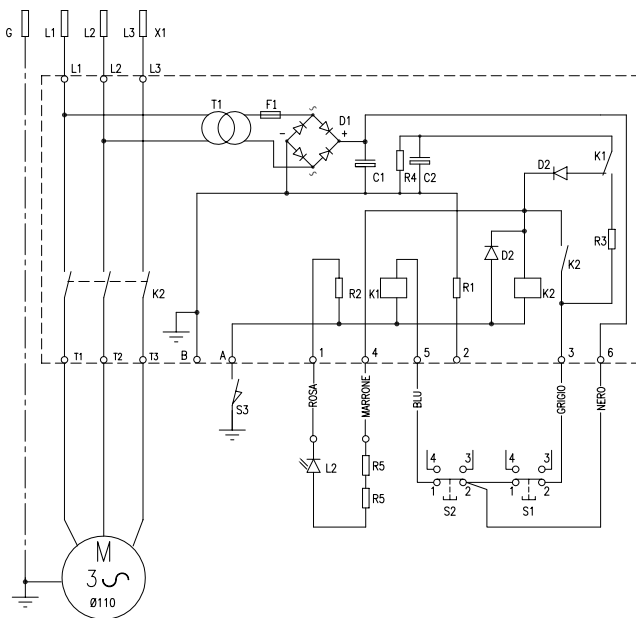 G L1 L2 L3 X1
L1 L2 L3
T1 F1 D1
- +
C1 R4 C2 D2 K1
R3
D2 K2
K2 R2 K1 R1 K2
T1 T2 T3 B A 1 4 5 2 3 6
S3 ROSA MARRONE BLU GRIGIO NERO
4 3 4 3
L2 R5
1 2 1 2
R5 S2 S1
M
3
Ø110